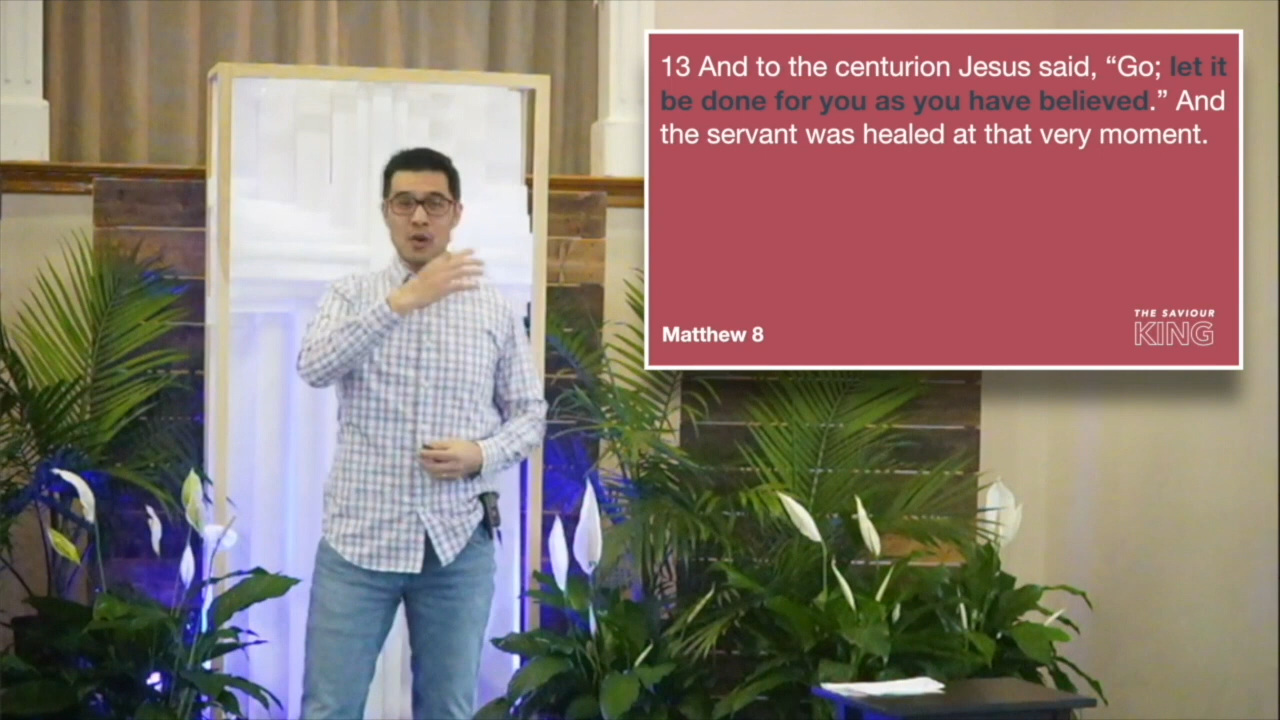 13 And to the centurion Jesus said, “Go; let it
be done for you as you have believed.” And
the servant was healed at that very moment.
Matthew 8
THE SAVIOUR
KING